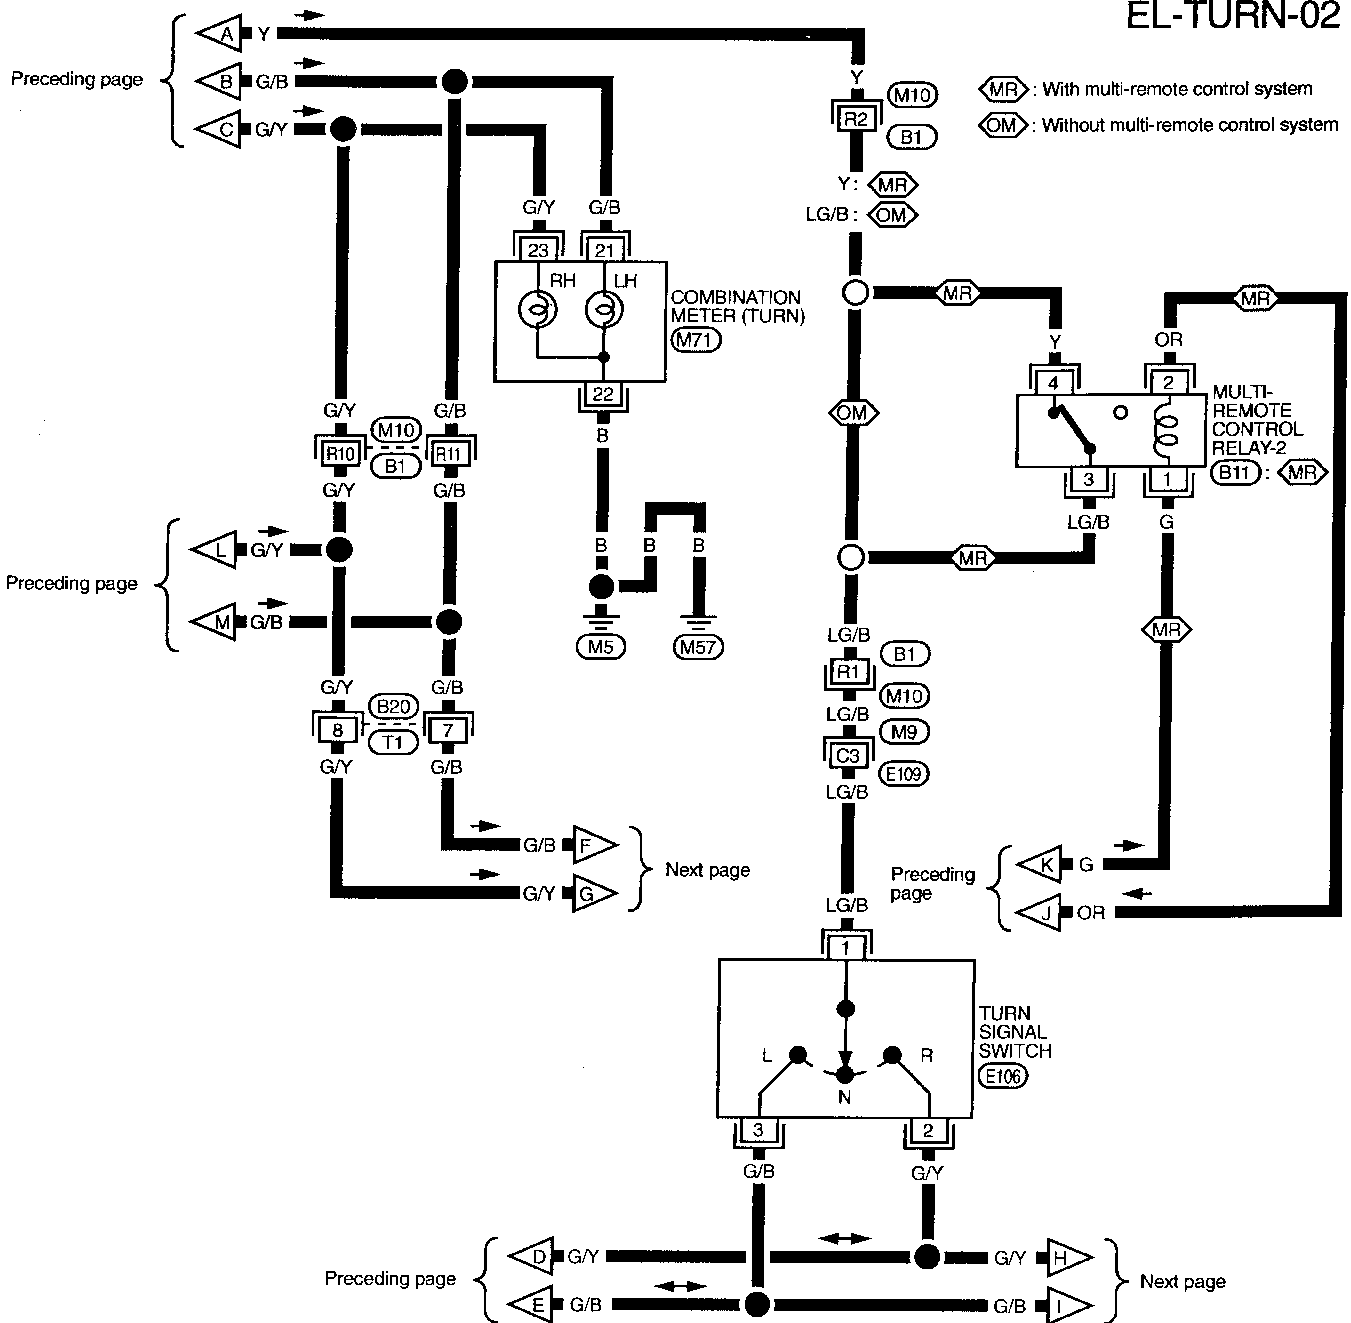 EL-TURN-02
Preceding page
A Y
B G/B
C G/Y
MR : With multi-remote control system
OM : Without multi-remote control system
Y
R2
M10
B1
Y: MR
LG/B: OM
G/Y G/B
23 21
RH LH
COMBINATION
METER (TURN)
M71
22
B
B B B
M5 M57
MR
MR
OM
Y OR
4 2
MULTI-
REMOTE
CONTROL
RELAY-2
B11 : MR
3 1
LG/B G
MR
MR
G/Y G/B
R10 M10 B1 R11
G/Y G/B
Preceding page
L G/Y
M G/B
G/Y G/B
8 B20 T1 7
G/Y G/B
G/B F
G/Y G
Next page
LG/B
R1
B1
M10
LG/B
C3
M9
E109
LG/B
LG/B
Preceding
page
K G
J OR
1
L N R
TURN
SIGNAL
SWITCH
E106
3 2
G/B G/Y
Preceding page
D G/Y
E G/B
G/Y H
G/B I
Next page